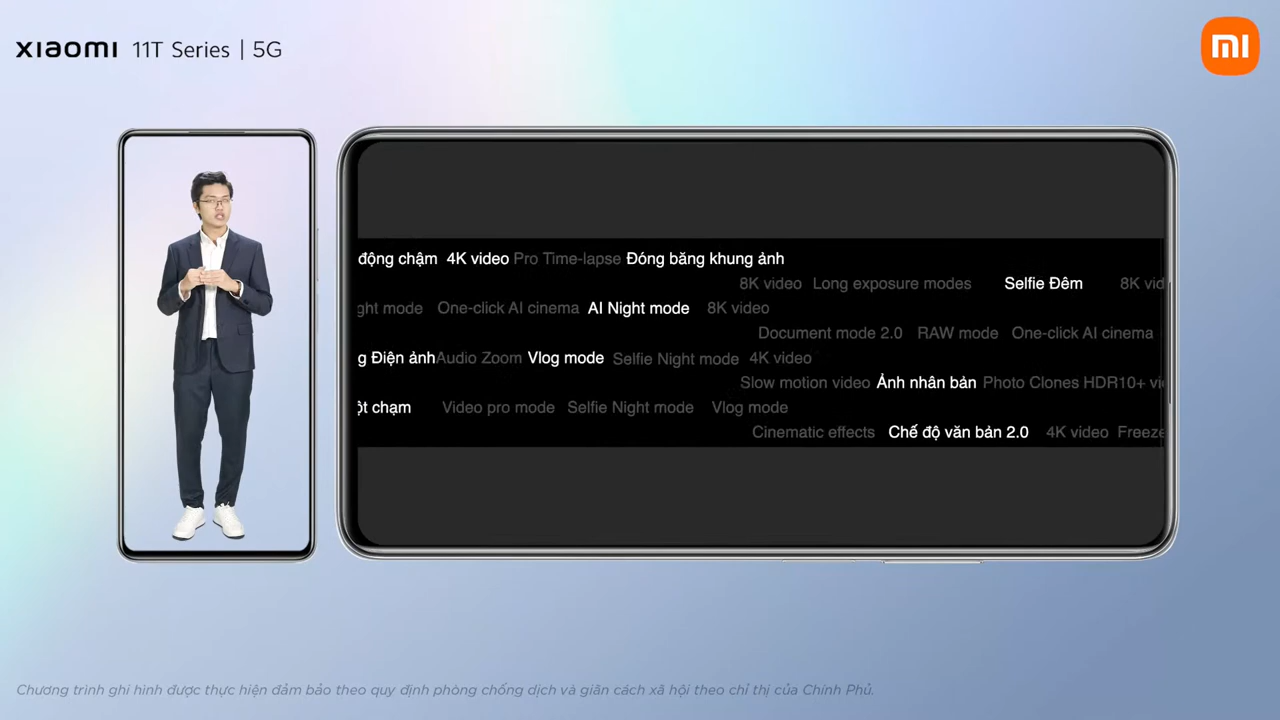 xiaomi 11T Series | 5G
mi
động chậm 4K video Pro Time-lapse Đóng băng khung ảnh
8K video Long exposure modes Selfie Đêm 8K vid
ght mode One-click AI cinema AI Night mode 8K video
Document mode 2.0 RAW mode One-click AI cinema
g Điện ảnh Audio Zoom Vlog mode Selfie Night mode 4K video
Slow motion video Ảnh nhân bản Photo Clones HDR10+ vi
ột chạm Video pro mode Selfie Night mode Vlog mode
Cinematic effects Chế độ văn bản 2.0 4K video Freeze
Chương trình ghi hình được thực hiện đảm bảo theo quy định phòng chống dịch và giãn cách xã hội theo chỉ thị của Chính Phủ.